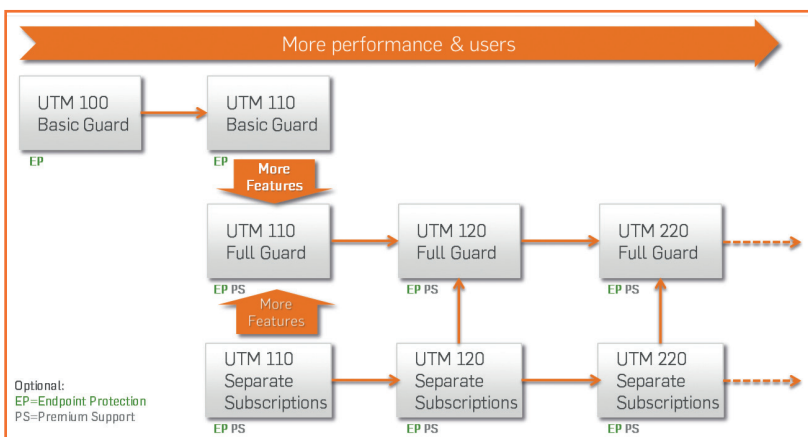 More performance & users
UTM 100
Basic Guard
UTM 110
Basic Guard
EP
EP
More
Features
UTM 110
Full Guard
UTM 120
Full Guard
UTM 220
Full Guard
EP PS
EP PS
EP PS
More
Features
UTM 110
Separate
Subscriptions
UTM 120
Separate
Subscriptions
UTM 220
Separate
Subscriptions
EP PS
EP PS
EP PS
Optional:
EP=Endpoint Protection
PS=Premium Support